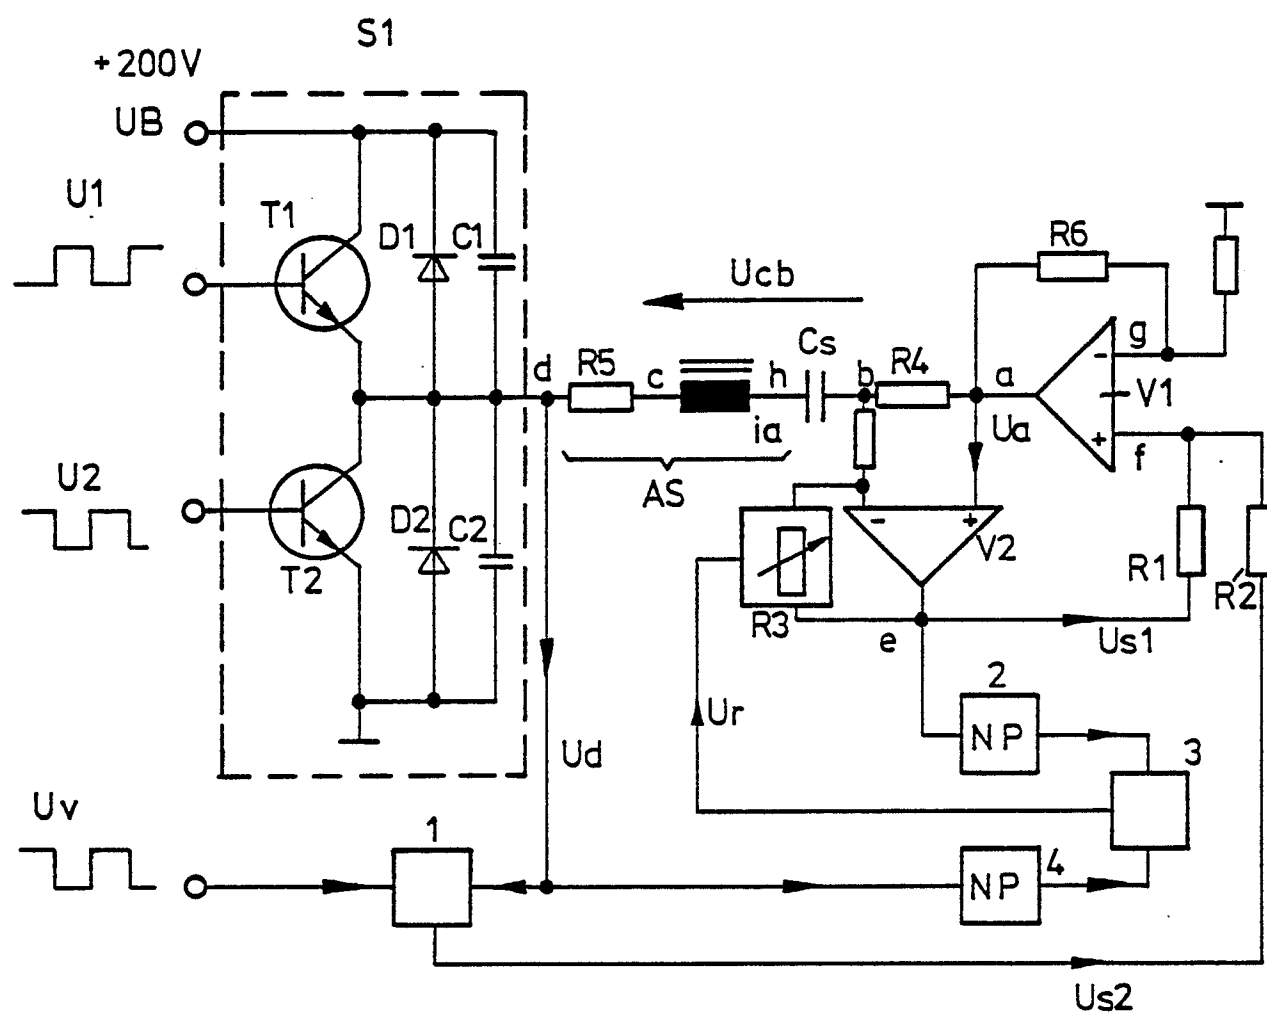 S1
+200V
UB
U1
T1
D1
C1
R6
Ucb
g
-
Cs
d
R5
c
h
b
R4
a
V1
ia
Ua
+
f
AS
U2
D2
C2
T2
-
+
V2
R1
R'2
R3
e
Us1
2
NP
Ur
3
Ud
Uv
1
4
NP
Us2